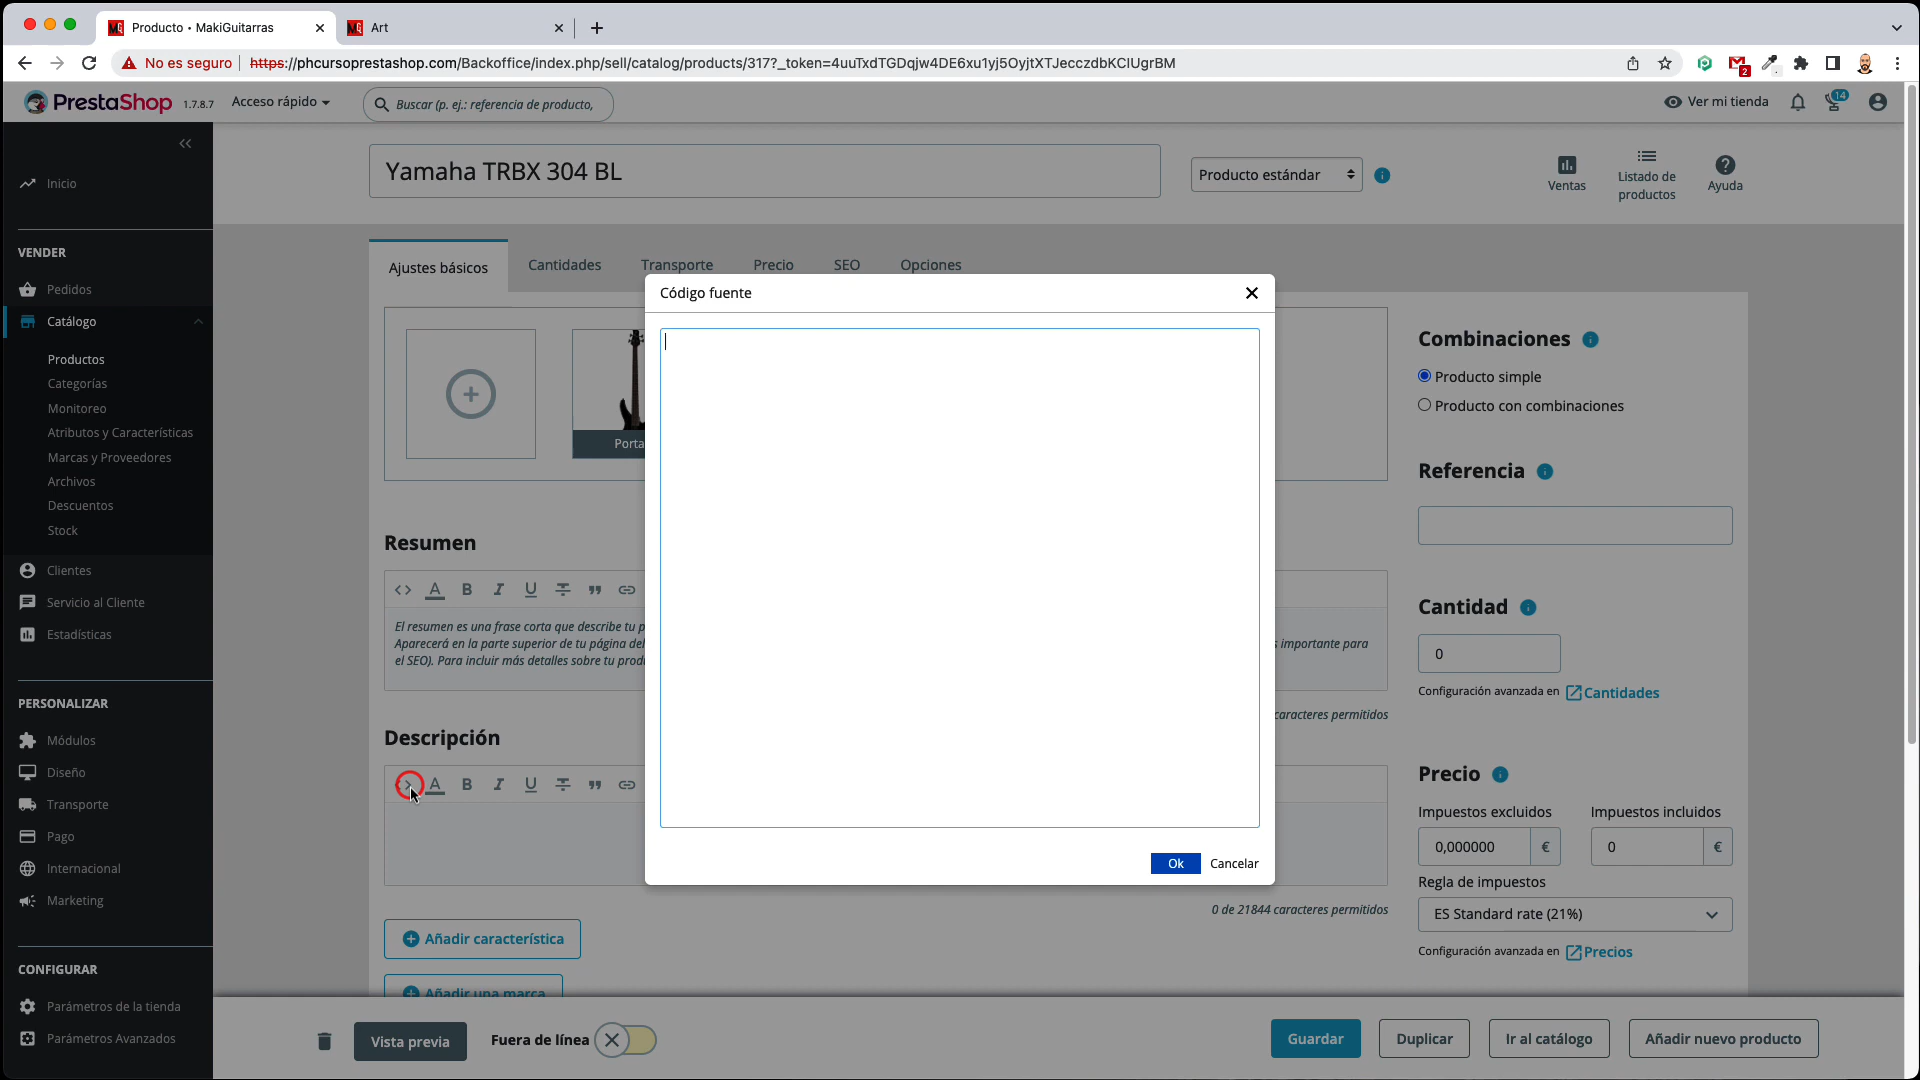 Producto • MakiGuitarras
Art
No es seguro
https://phcursoprestashop.com/Backoffice/index.php/sell/catalog/products/317?_token=4uuTxdTGDqjw4DE6xu1yj5OyjtXTJecczdbKCIUgrBM
2
PrestaShop 1.7.8.7
Acceso rápido
Buscar (p. ej.: referencia de producto,
Ver mi tienda
14
Inicio
VENDER
Pedidos
Catálogo
Productos
Categorías
Monitoreo
Atributos y Características
Marcas y Proveedores
Archivos
Descuentos
Stock
Clientes
Servicio al Cliente
Estadísticas
PERSONALIZAR
Módulos
Diseño
Transporte
Pago
Internacional
Marketing
CONFIGURAR
Parámetros de la tienda
Parámetros Avanzados
Yamaha TRBX 304 BL
Producto estándar
Ventas
Listado de
productos
Ayuda
Ajustes básicos
Cantidades
Transporte
Precio
SEO
Opciones
Código fuente
Ok
Cancelar
Porta
Resumen
El resumen es una frase corta que describe tu p
Aparecerá en la parte superior de tu página del
s importante para
el SEO). Para incluir más detalles sobre tu prod
caracteres permitidos
Descripción
0 de 21844 caracteres permitidos
Añadir característica
Añadir una marca
Combinaciones
Producto simple
Producto con combinaciones
Referencia
Cantidad
0
Configuración avanzada en Cantidades
Precio
Impuestos excluidos
Impuestos incluidos
0,000000 €
0 €
Regla de impuestos
ES Standard rate (21%)
Configuración avanzada en Precios
Vista previa
Fuera de línea
Guardar
Duplicar
Ir al catálogo
Añadir nuevo producto